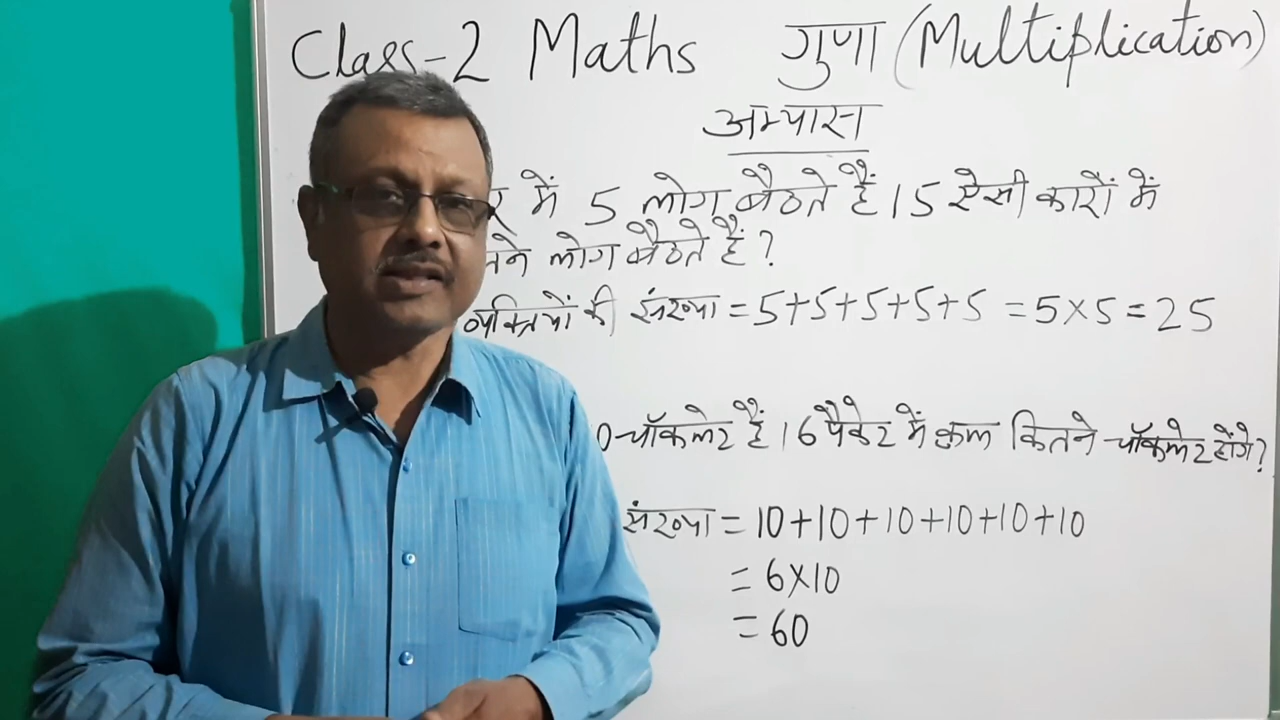 Class-2 Maths गुणा (Multiplication)
अभ्यास
में 5 लोग बैठते हैं। 5 ऐसी कारों में
लोग बैठते हैं?
व्यक्तियों की संख्या = 5+5+5+5+5 = 5×5 = 25
0 चॉकलेट हैं। 6 पैकेट में कुल कितने चॉकलेट होंगे?
संख्या = 10+10+10+10+10+10
= 6×10
= 60